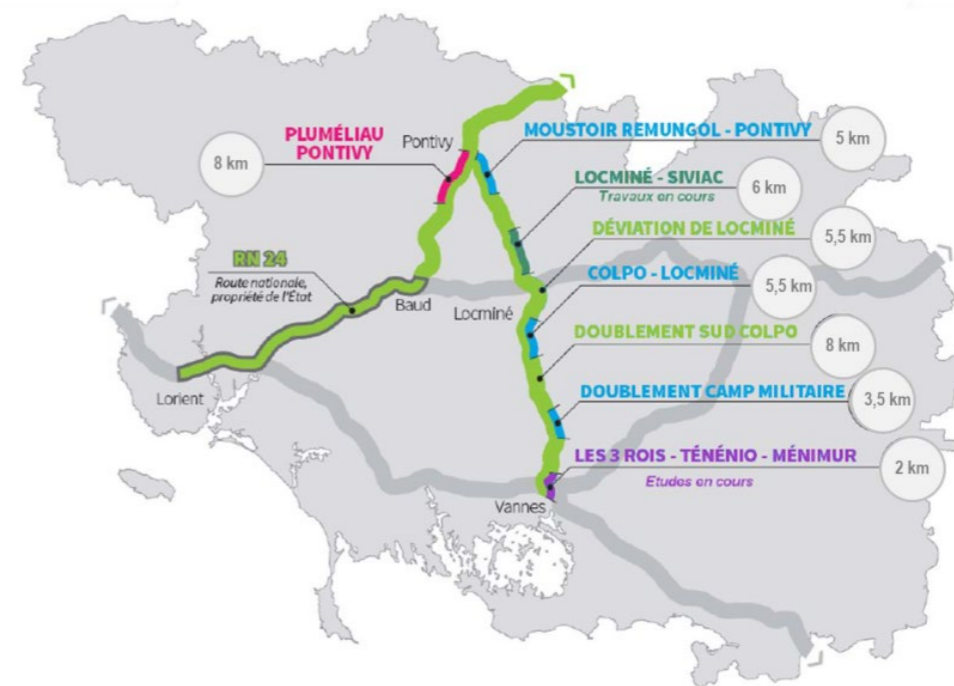 PLUMÉLIAU
PONTIVY
8 km
Pontivy
MOUSTOIR REMUNGOL - PONTIVY
5 km
LOCMINÉ - SIVIAC
Travaux en cours
6 km
DÉVIATION DE LOCMINÉ
5,5 km
RN 24
Route nationale,
propriété de l'État
COLPO - LOCMINÉ
5,5 km
Baud
Locminé
DOUBLEMENT SUD COLPO
8 km
Lorient
DOUBLEMENT CAMP MILITAIRE
3,5 km
LES 3 ROIS - TÉNÉNIO - MÉNIMUR
Etudes en cours
2 km
Vannes